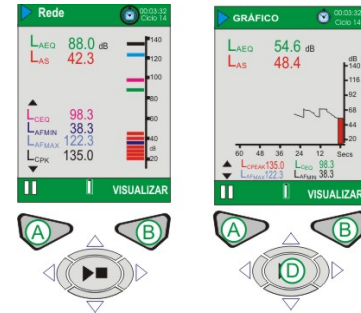 Rede
00:03:32
Ciclo 14
LAEQ 88.0 dB
LAS 42.3
140
120
100
80
60
40
dB
20
LCEQ 98.3
LAFMIN 38.3
LAFMAX 122.3
LCPK 135.0
VISUALIZAR
A
B
GRÁFICO
00:03:32
Ciclo 14
LAEQ 54.6 dB
LAS 48.4
dB
140
116
92
68
44
20
60 48 36 24 12 Secs
LCPEAK 135.0 LCEQ 98.3
LAFMAX 122.3 LAFMIN 38.3
VISUALIZAR
A
B
D